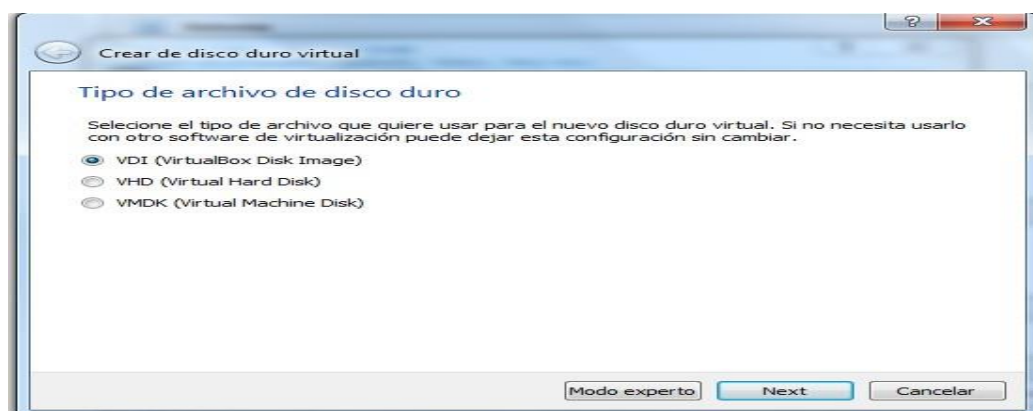 Crear de disco duro virtual
Tipo de archivo de disco duro
Selecione el tipo de archivo que quiere usar para el nuevo disco duro virtual. Si no necesita usarlo
con otro software de virtualización puede dejar esta configuración sin cambiar.
VDI (VirtualBox Disk Image)
VHD (Virtual Hard Disk)
VMDK (Virtual Machine Disk)
Modo experto Next Cancelar